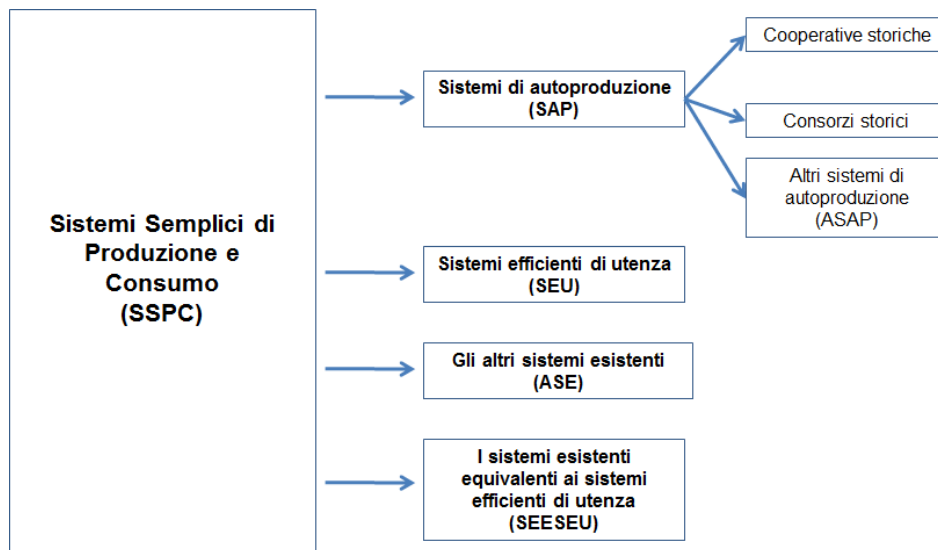 Sistemi Semplici di
Produzione e
Consumo
(SSPC)
Sistemi di autoproduzione
(SAP)
Cooperative storiche
Consorzi storici
Altri sistemi di
autoproduzione
(ASAP)
Sistemi efficienti di utenza
(SEU)
Gli altri sistemi esistenti
(ASE)
I sistemi esistenti
equivalenti ai sistemi
efficienti di utenza
(SEESEU)